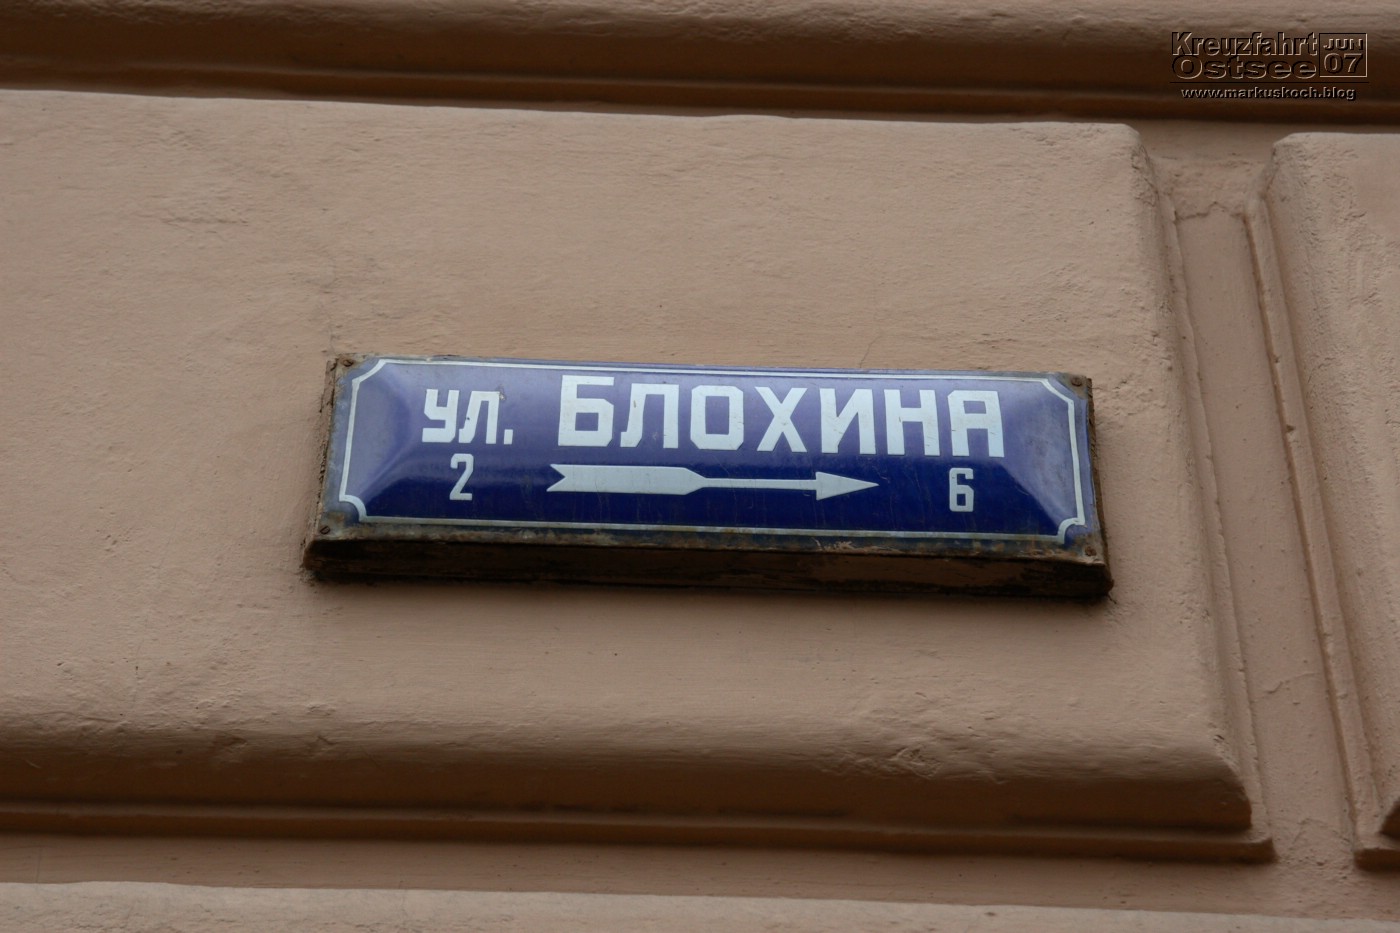 Kreuzfahrt JUN
Ostsee 07
www.markuskoch.blog
ул. БЛОХИНА
2 6